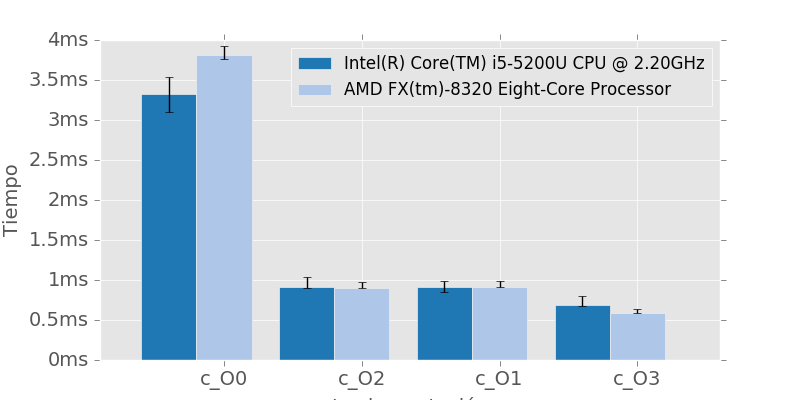 4ms
3.5ms
3ms
2.5ms
2ms
1.5ms
1ms
0.5ms
0ms
Tiempo
Intel(R) Core(TM) i5-5200U CPU @ 2.20GHz
AMD FX(tm)-8320 Eight-Core Processor
c_O0
c_O2
c_O1
c_O3